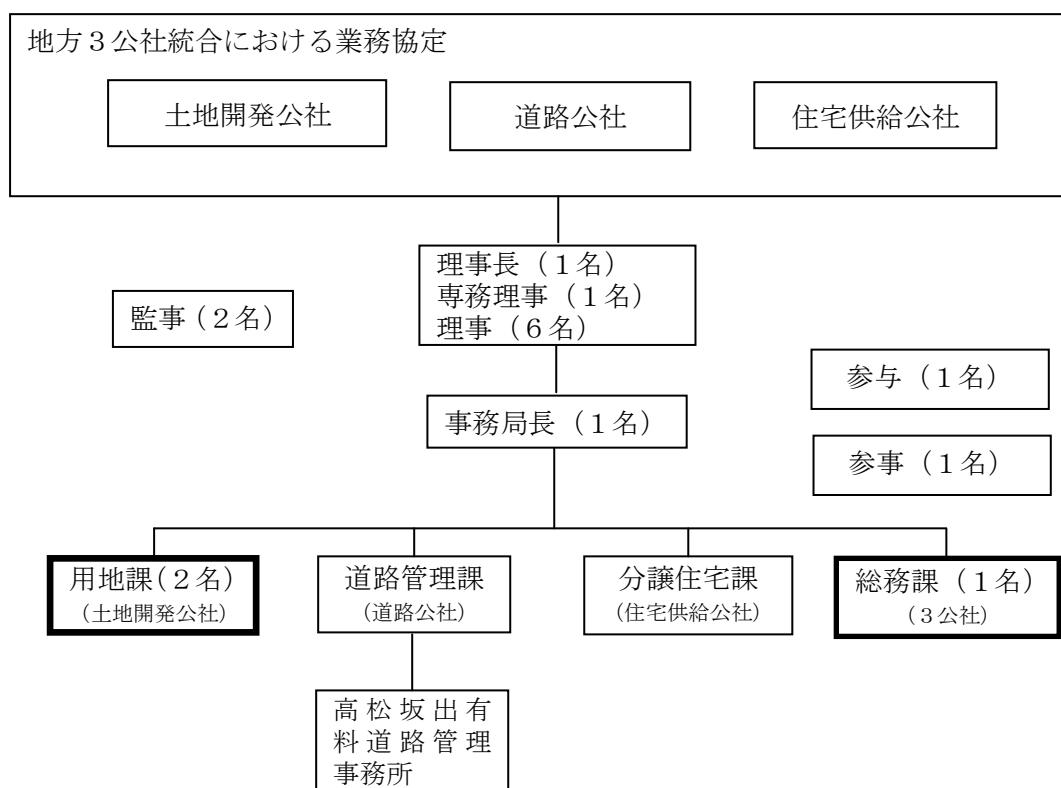 地方３公社統合における業務協定
土地開発公社
道路公社
住宅供給公社
理事長（１名）
専務理事（１名）
理事（６名）
監事（２名）
参与（１名）
事務局長（１名）
参事（１名）
用地課（２名）
（土地開発公社）
道路管理課
（道路公社）
分譲住宅課
（住宅供給公社）
総務課（１名）
（３公社）
高松坂出有
料道路管理
事務所